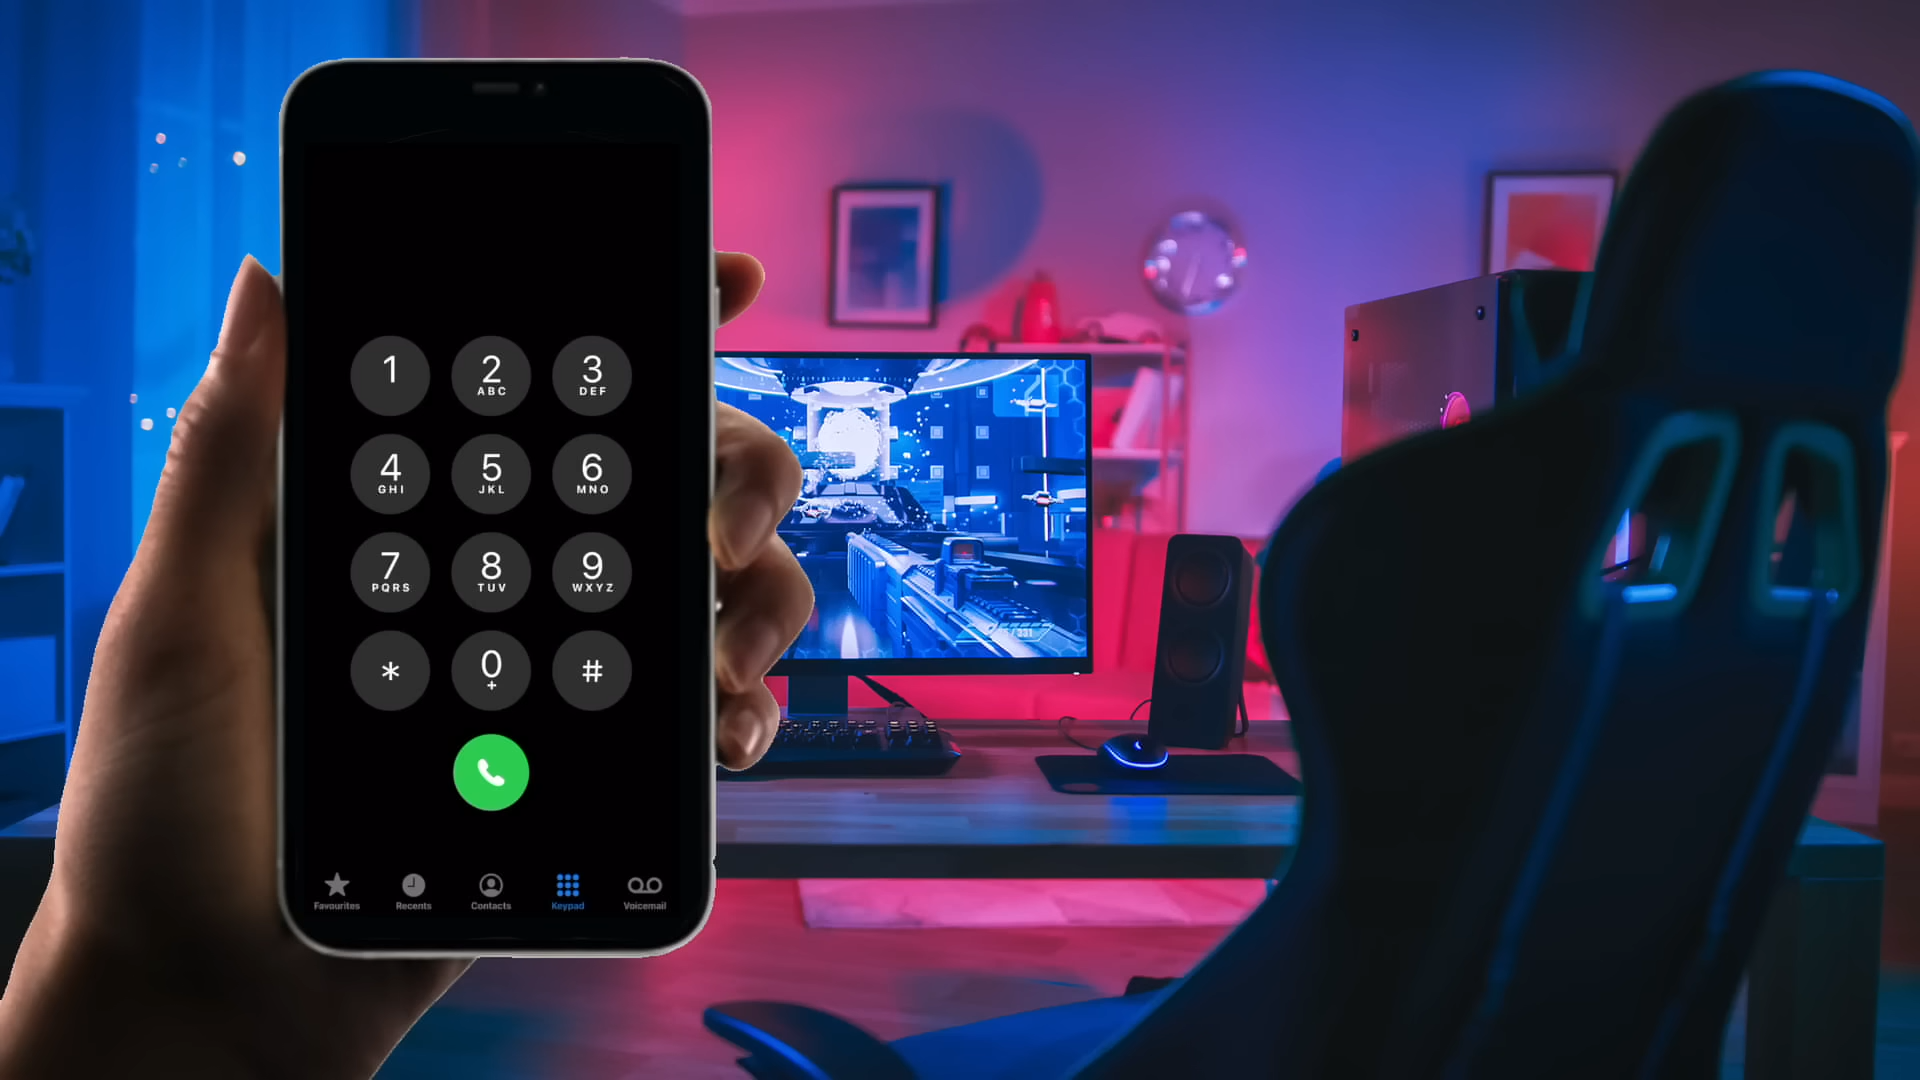 1
2
ABC
3
DEF
4
GHI
5
JKL
6
MNO
7
PQRS
8
TUV
9
WXYZ
*
0
+
#
Favourites
Recents
Contacts
Keypad
Voicemail
/ 331